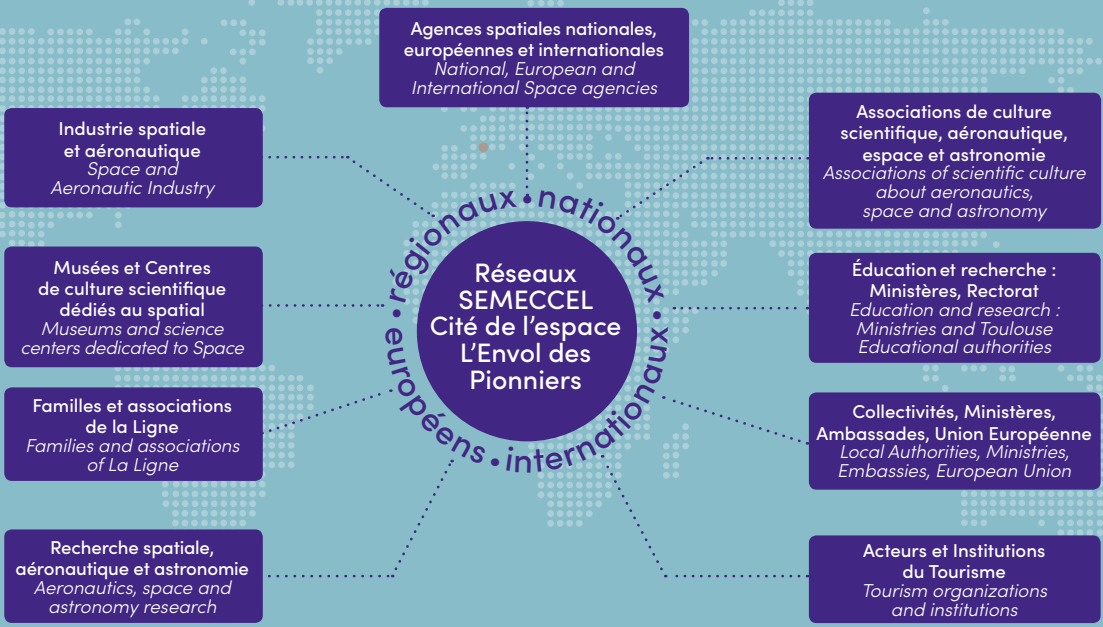 Agences spatiales nationales,
européennes et internationales
National, European and
International Space agencies
Industrie spatiale
et aéronautique
Space and
Aeronautic Industry
Associations de culture
scientifique, aéronautique,
espace et astronomie
Associations of scientific culture
about aeronautics,
space and astronomy
régionaux • nationaux • internationaux • européens •
Réseaux
SEMECCEL
Cité de l'espace
L'Envol des
Pionniers
Musées et Centres
de culture scientifique
dédiés au spatial
Museums and science
centers dedicated to Space
Éducation et recherche :
Ministères, Rectorat
Education and research :
Ministries and Toulouse
Educational authorities
Familles et associations
de la Ligne
Families and associations
of La Ligne
Collectivités, Ministères,
Ambassades, Union Européenne
Local Authorities, Ministries,
Embassies, European Union
Recherche spatiale,
aéronautique et astronomie
Aeronautics, space and
astronomy research
Acteurs et Institutions
du Tourisme
Tourism organizations
and institutions